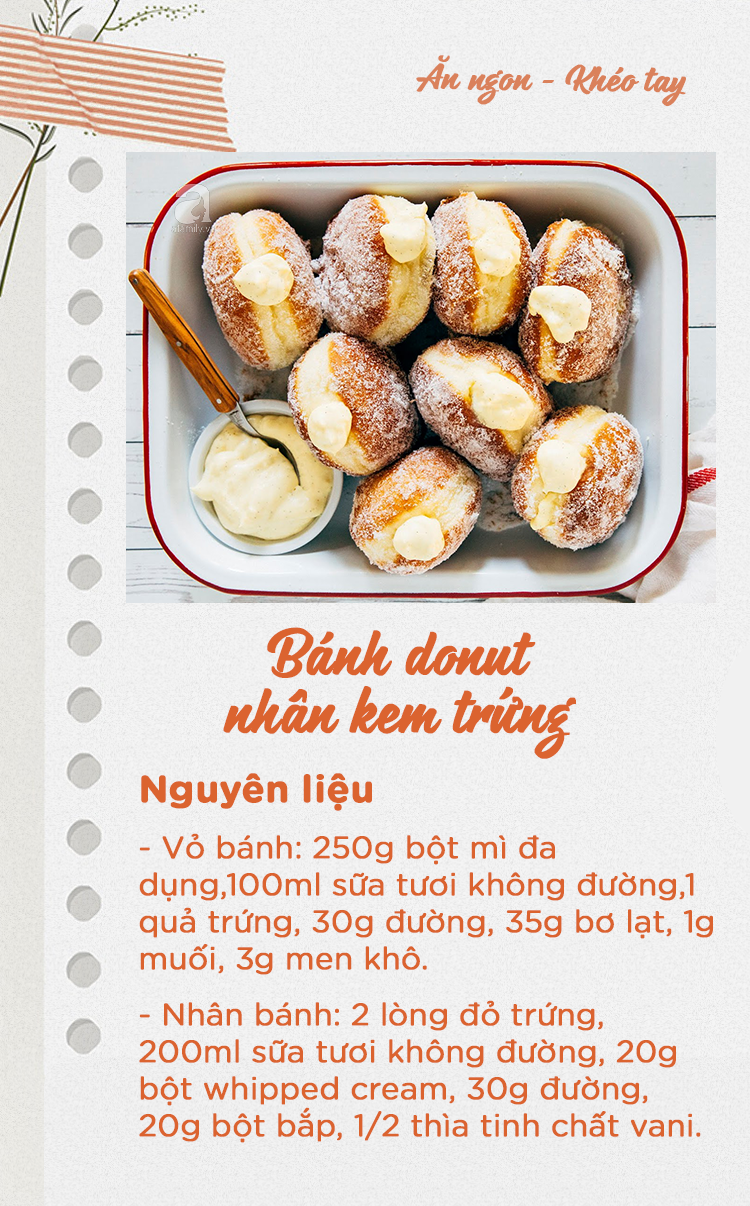 Ăn ngon - Khéo tay
a
afamily.vn
Bánh donut
nhân kem trứng
Nguyên liệu
- Vỏ bánh: 250g bột mì đa
dụng,100ml sữa tươi không đường,1
quả trứng, 30g đường, 35g bơ lạt, 1g
muối, 3g men khô.
- Nhân bánh: 2 lòng đỏ trứng,
200ml sữa tươi không đường, 20g
bột whipped cream, 30g đường,
20g bột bắp, 1/2 thìa tinh chất vani.